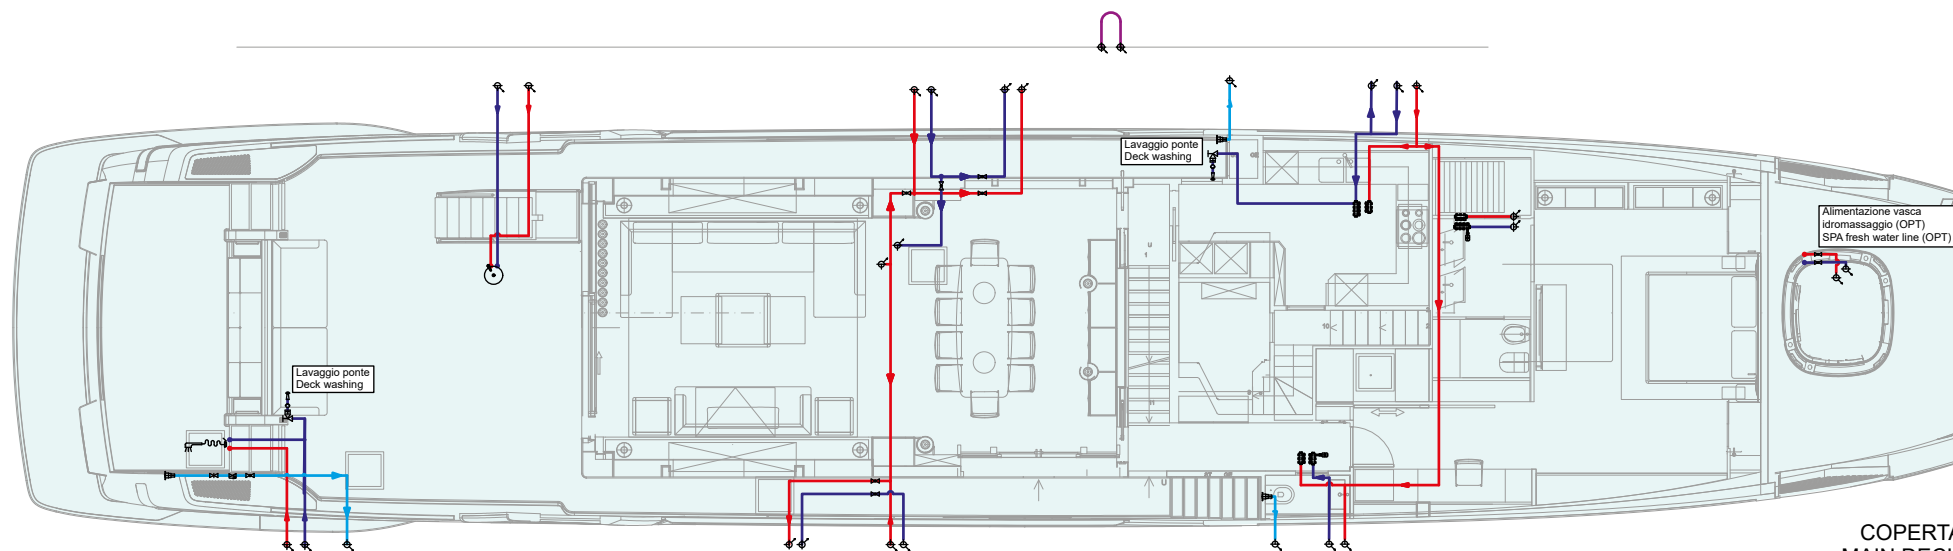 Lavaggio ponte
Deck washing
Alimentazione vasca
idromassaggio (OPT)
SPA fresh water line (OPT)
Lavaggio ponte
Deck washing
COPERTA